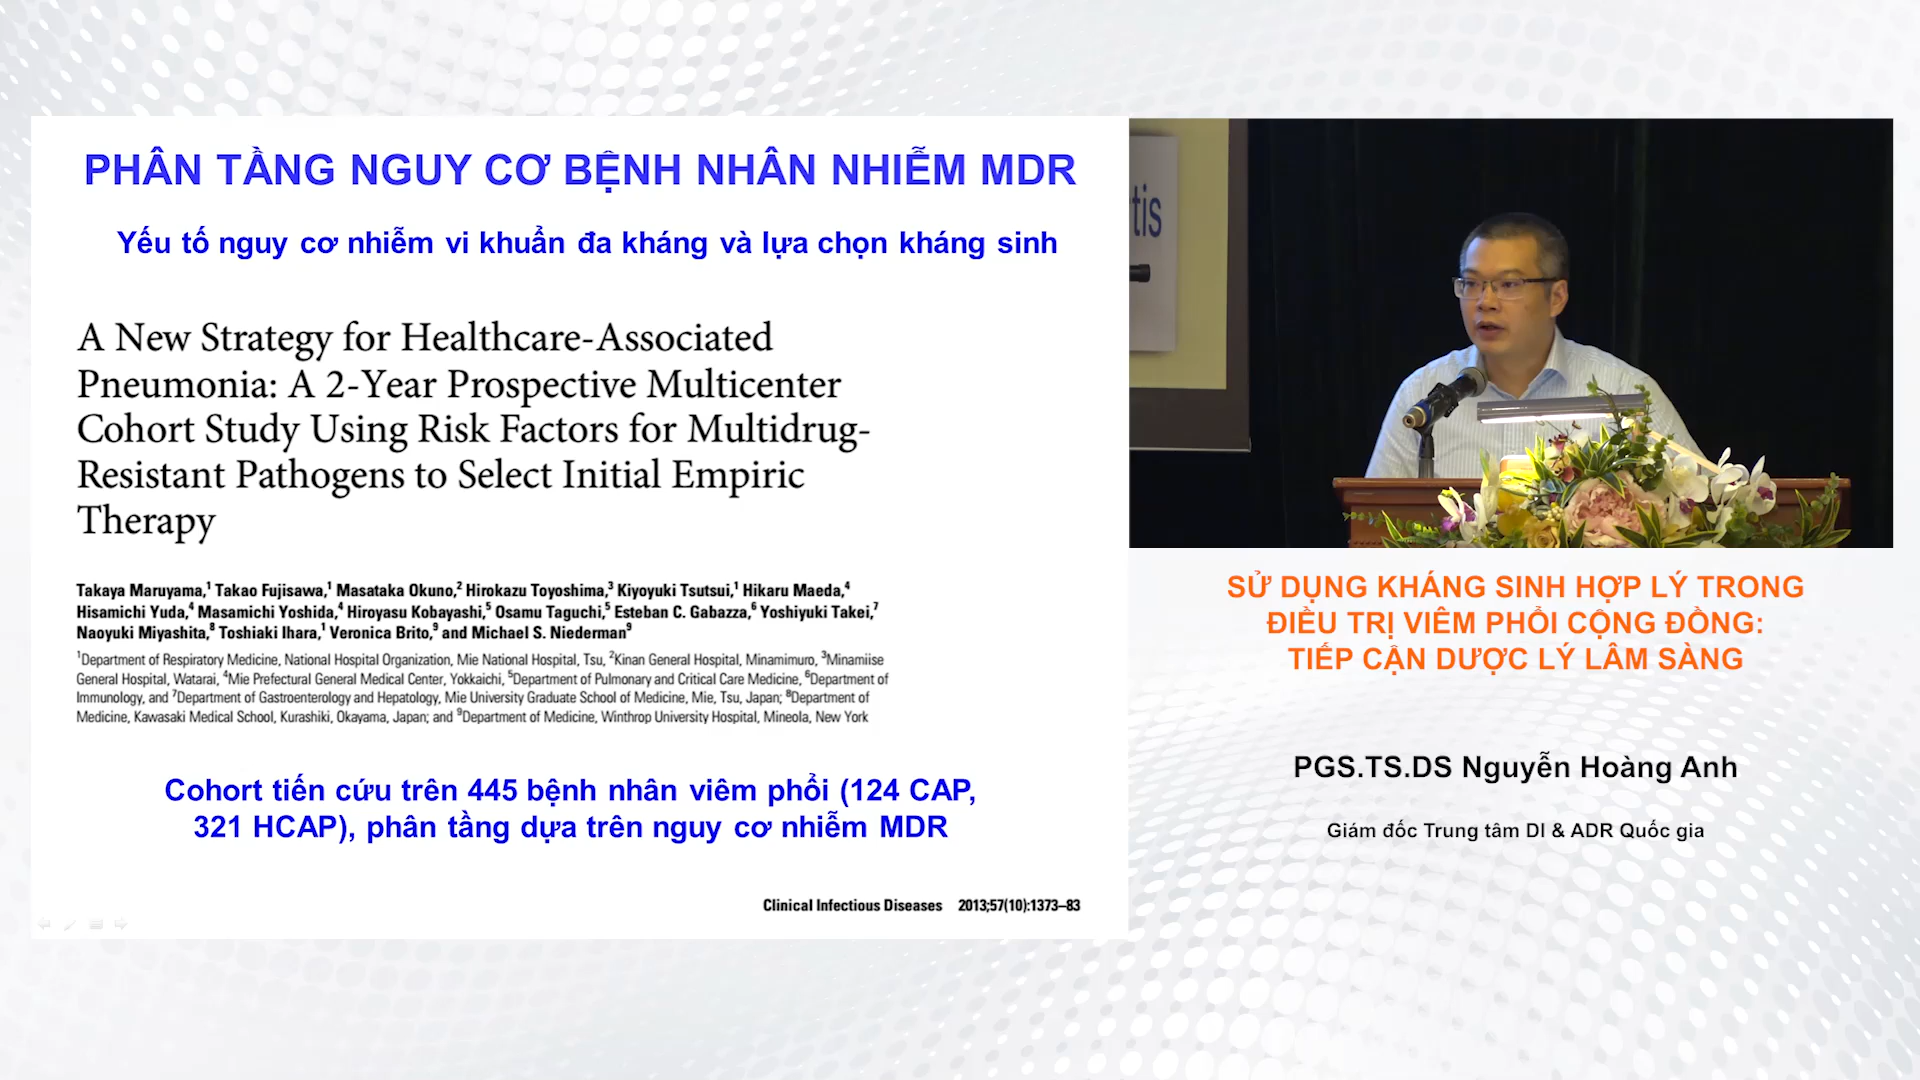 PHÂN TẦNG NGUY CƠ BỆNH NHÂN NHIỄM MDR
Yếu tố nguy cơ nhiễm vi khuẩn đa kháng và lựa chọn kháng sinh
A New Strategy for Healthcare-Associated
Pneumonia: A 2-Year Prospective Multicenter
Cohort Study Using Risk Factors for Multidrug-
Resistant Pathogens to Select Initial Empiric
Therapy
Takaya Maruyama,1 Takao Fujisawa,1 Masataka Okuno,2 Hirokazu Toyoshima,3 Kiyoyuki Tsutsui,1 Hikaru Maeda,4
Hisamichi Yuda,4 Masamichi Yoshida,4 Hiroyasu Kobayashi,5 Osamu Taguchi,5 Esteban C. Gabazza,6 Yoshiyuki Takei,7
Naoyuki Miyashita,8 Toshiaki Ihara,1 Veronica Brito,9 and Michael S. Niederman9
1Department of Respiratory Medicine, National Hospital Organization, Mie National Hospital, Tsu, 2Kinan General Hospital, Minamimuro, 3Minamiise
General Hospital, Watarai, 4Mie Prefectural General Medical Center, Yokkaichi, 5Department of Pulmonary and Critical Care Medicine, 6Department of
Immunology, and 7Department of Gastroenterology and Hepatology, Mie University Graduate School of Medicine, Mie, Tsu, Japan; 8Department of
Medicine, Kawasaki Medical School, Kurashiki, Okayama, Japan; and 9Department of Medicine, Winthrop University Hospital, Mineola, New York
Cohort tiến cứu trên 445 bệnh nhân viêm phổi (124 CAP,
321 HCAP), phân tầng dựa trên nguy cơ nhiễm MDR
Clinical Infectious Diseases 2013;57(10):1373–83
tis
SỬ DỤNG KHÁNG SINH HỢP LÝ TRONG
ĐIỀU TRỊ VIÊM PHỔI CỘNG ĐỒNG:
TIẾP CẬN DƯỢC LÝ LÂM SÀNG
PGS.TS.DS Nguyễn Hoàng Anh
Giám đốc Trung tâm DI & ADR Quốc gia